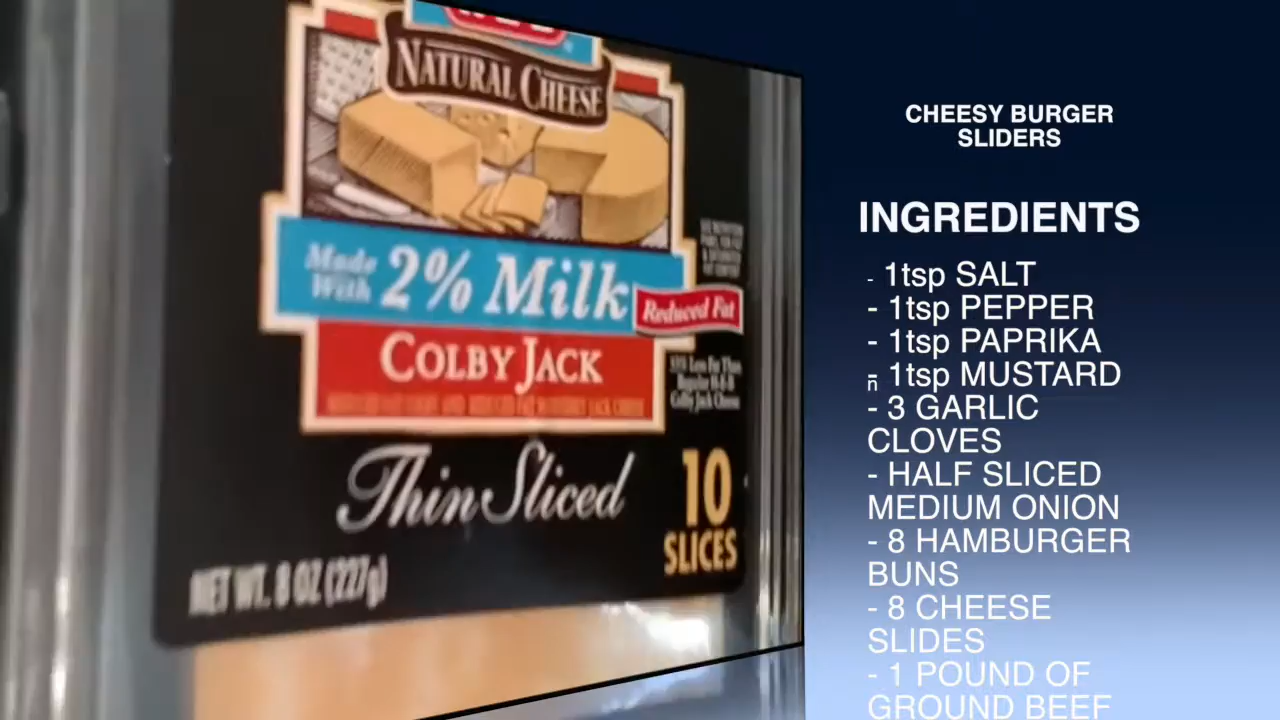 NATURAL CHEESE
Made
With
2% Milk
Reduced Fat
COLBY JACK
Thin Sliced
10
SLICES
NET WT. 8 OZ (227g)
CHEESY BURGER
SLIDERS
INGREDIENTS
- 1tsp SALT
- 1tsp PEPPER
- 1tsp PAPRIKA
- 1tsp MUSTARD
- 3 GARLIC
CLOVES
- HALF SLICED
MEDIUM ONION
- 8 HAMBURGER
BUNS
- 8 CHEESE
SLIDES
- 1 POUND OF
GROUND BEEF